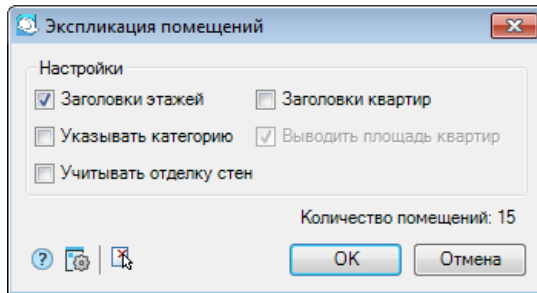 Экспликация помещений
Настройки
Заголовки этажей
Заголовки квартир
Указывать категорию
Выводить площадь квартир
Учитывать отделку стен
Количество помещений: 15
OK
Отмена